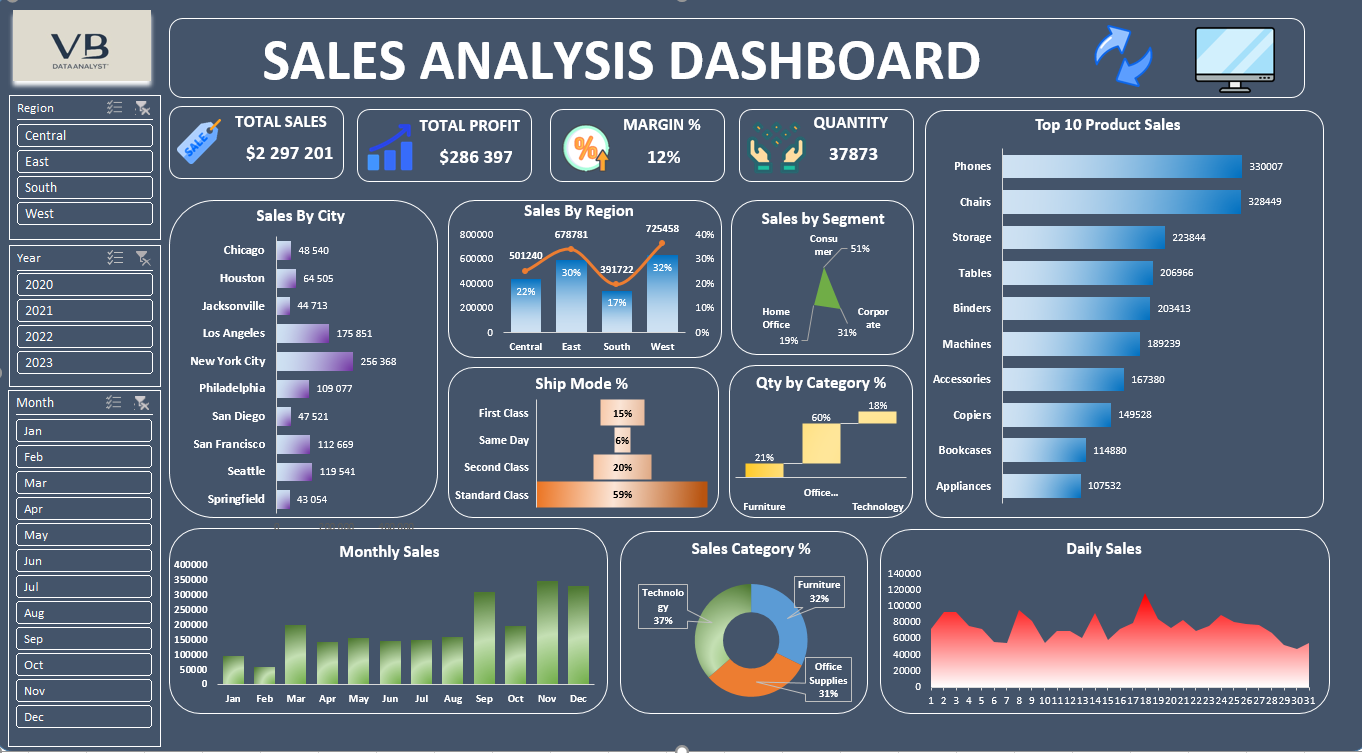 VB
DATA ANALYST
SALES ANALYSIS DASHBOARD
Region
Central
East
South
West
Year
2020
2021
2022
2023
Month
Jan
Feb
Mar
Apr
May
Jun
Jul
Aug
Sep
Oct
Nov
Dec
SALE
TOTAL SALES
$2 297 201
TOTAL PROFIT
$286 397
%
MARGIN %
12%
QUANTITY
37873
Sales By City
Chicago 48 540
Houston 64 505
Jacksonville 44 713
Los Angeles 175 851
New York City 256 368
Philadelphia 109 077
San Diego 47 521
San Francisco 112 669
Seattle 119 541
Springfield 43 054
Sales By Region
800000
600000
400000
200000
0
501240
678781
391722
725458
22%
30%
17%
32%
40%
30%
20%
10%
0%
Central East South West
Sales by Segment
Consu
mer
51%
Home
Office
19%
Corpor
ate
31%
Top 10 Product Sales
Phones 330007
Chairs 328449
Storage 223844
Tables 206966
Binders 203413
Machines 189239
Accessories 167380
Copiers 149528
Bookcases 114880
Appliances 107532
Ship Mode %
First Class 15%
Same Day 6%
Second Class 20%
Standard Class 59%
Qty by Category %
21%
60%
18%
Furniture
Office...
Technology
Monthly Sales
400000
350000
300000
250000
200000
150000
100000
50000
0
Jan Feb Mar Apr May Jun Jul Aug Sep Oct Nov Dec
Sales Category %
Technolo
gy
37%
Furniture
32%
Office
Supplies
31%
Daily Sales
140000
120000
100000
80000
60000
40000
20000
0
1 2 3 4 5 6 7 8 9 10 11 12 13 14 15 16 17 18 19 20 21 22 23 24 25 26 27 28 29 30 31